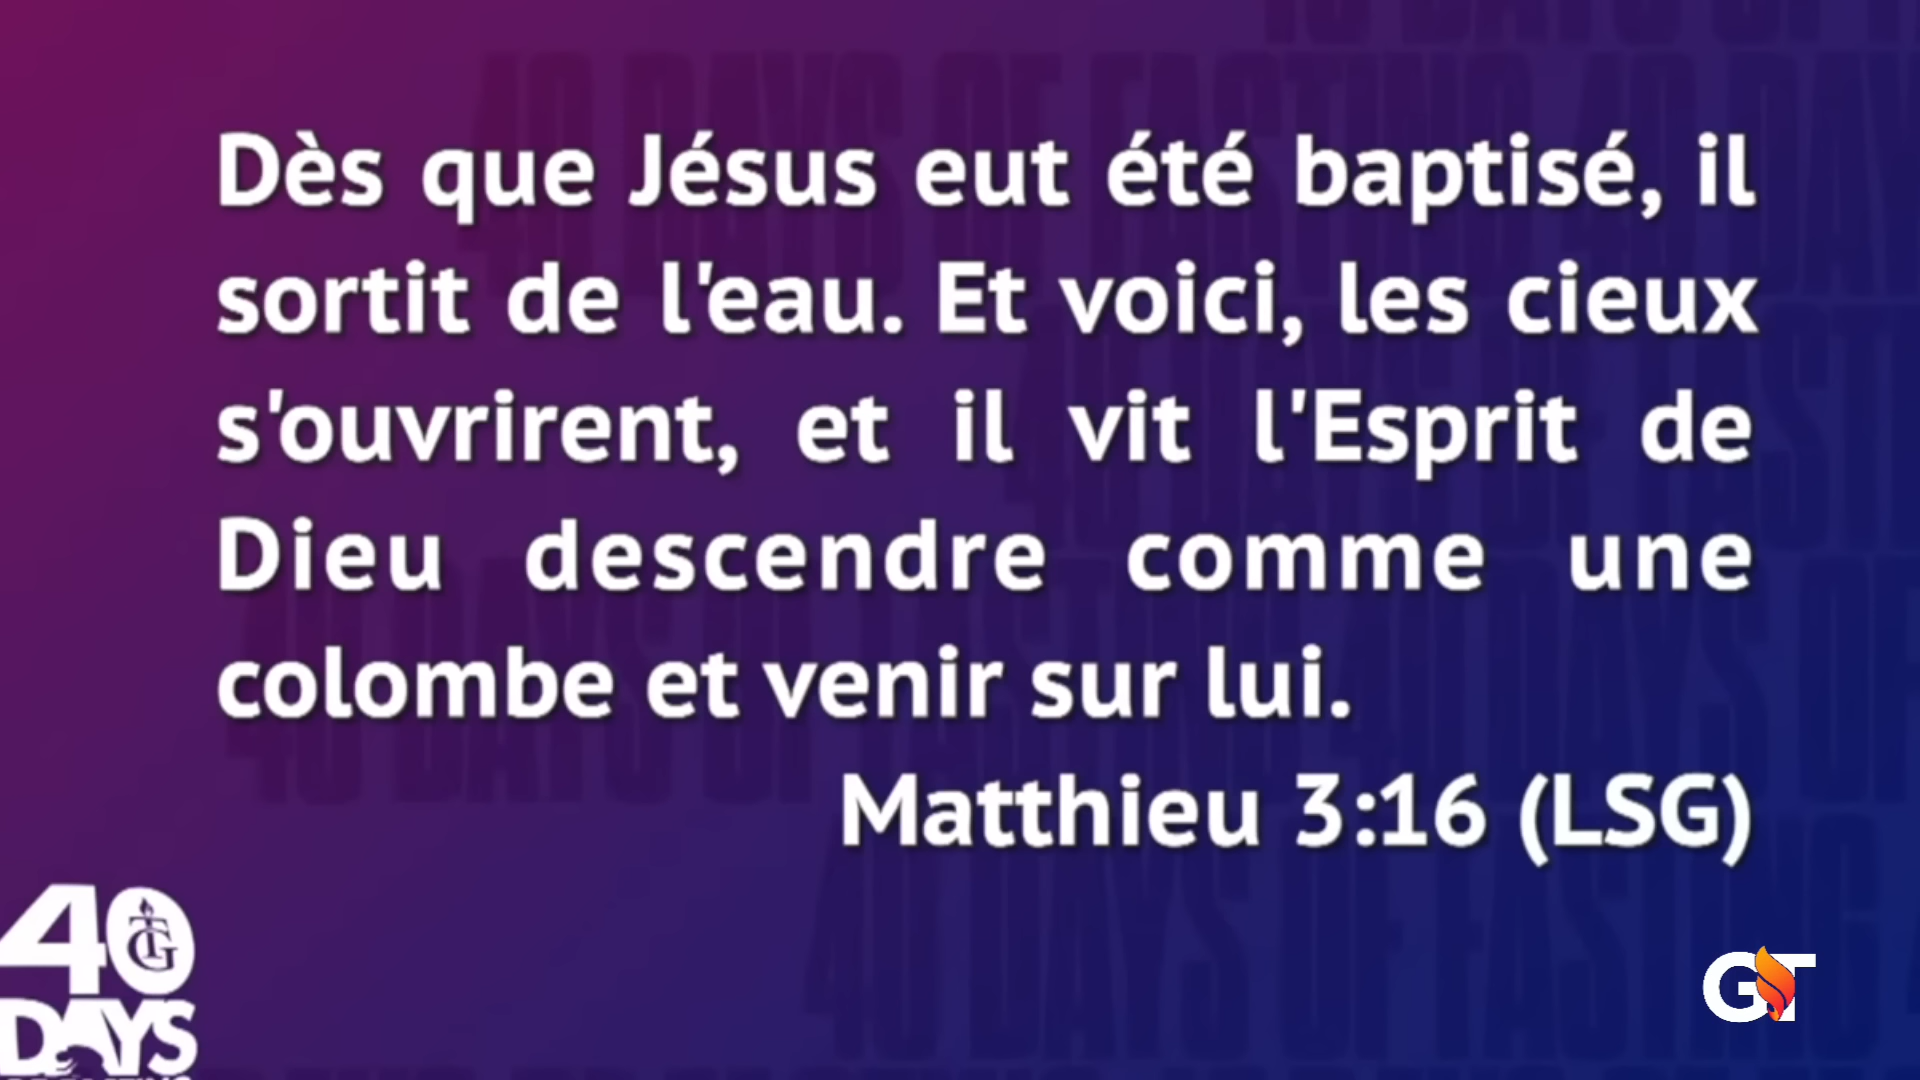 Dès que Jésus eut été baptisé, il
sortit de l'eau. Et voici, les cieux
s'ouvrirent, et il vit l'Esprit de
Dieu descendre comme une
colombe et venir sur lui.
Matthieu 3:16 (LSG)
40
DAYS
GT